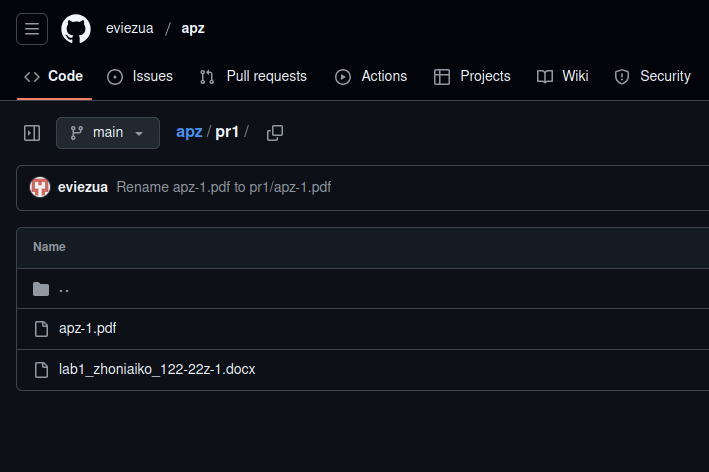 eviezua / apz
Code Issues Pull requests Actions Projects Wiki Security
main apz / pr1 /
eviezua Rename apz-1.pdf to pr1/apz-1.pdf
Name
..
apz-1.pdf
lab1_zhoniaiko_122-22z-1.docx